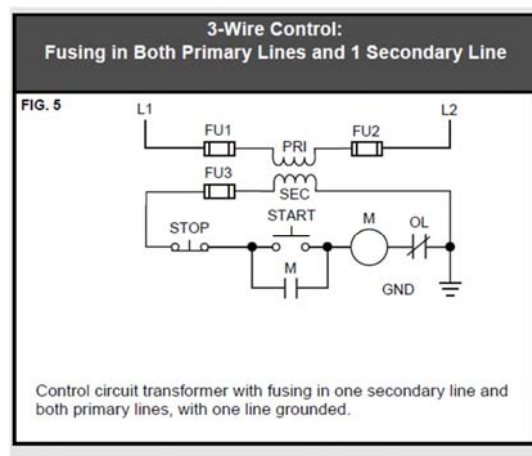 3-Wire Control:
Fusing in Both Primary Lines and 1 Secondary Line
FIG. 5
L1
L2
FU1
PRI
FU2
FU3
SEC
STOP
START
M
OL
M
GND
Control circuit transformer with fusing in one secondary line and
both primary lines, with one line grounded.